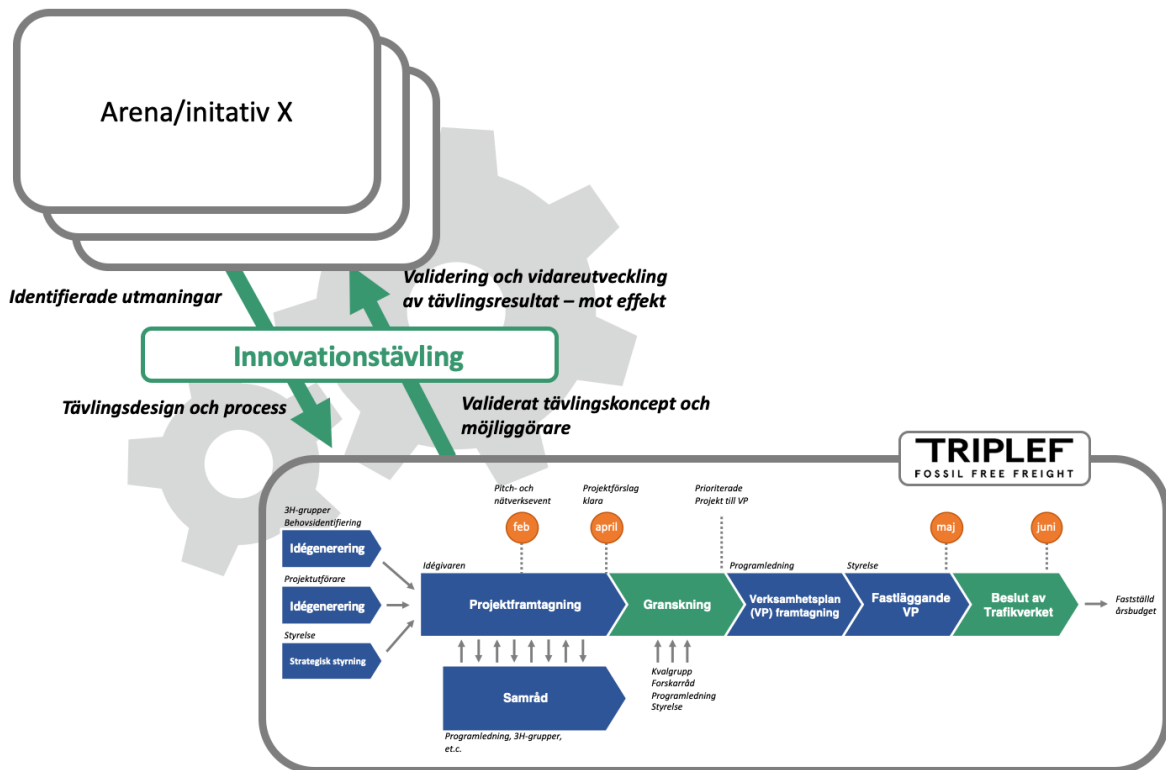 Arena/initativ X
Identifierade utmaningar
Validering och vidareutveckling
av tävlingsresultat – mot effekt
Innovationstävling
Tävlingsdesign och process
Validerat tävlingskoncept och
möjliggörare
TRIPLEF
FOSSIL FREE FREIGHT
Pitch- och
nätverksevent
Projektförslag
klara
Prioriterade
Projekt till VP
feb
april
maj
juni
3H-grupper
Behovsidentifiering
Idégenerering
Projektutförare
Idégenerering
Styrelse
Strategisk styrning
Idégivaren
Projektframtagning
Granskning
Programledning
Verksamhetsplan
(VP) framtagning
Styrelse
Fastläggande
VP
Beslut av
Trafikverket
Fastställd
årsbudget
Samråd
Programledning, 3H-grupper,
et.c.
Kvalgrupp
Forskarråd
Programledning
Styrelse